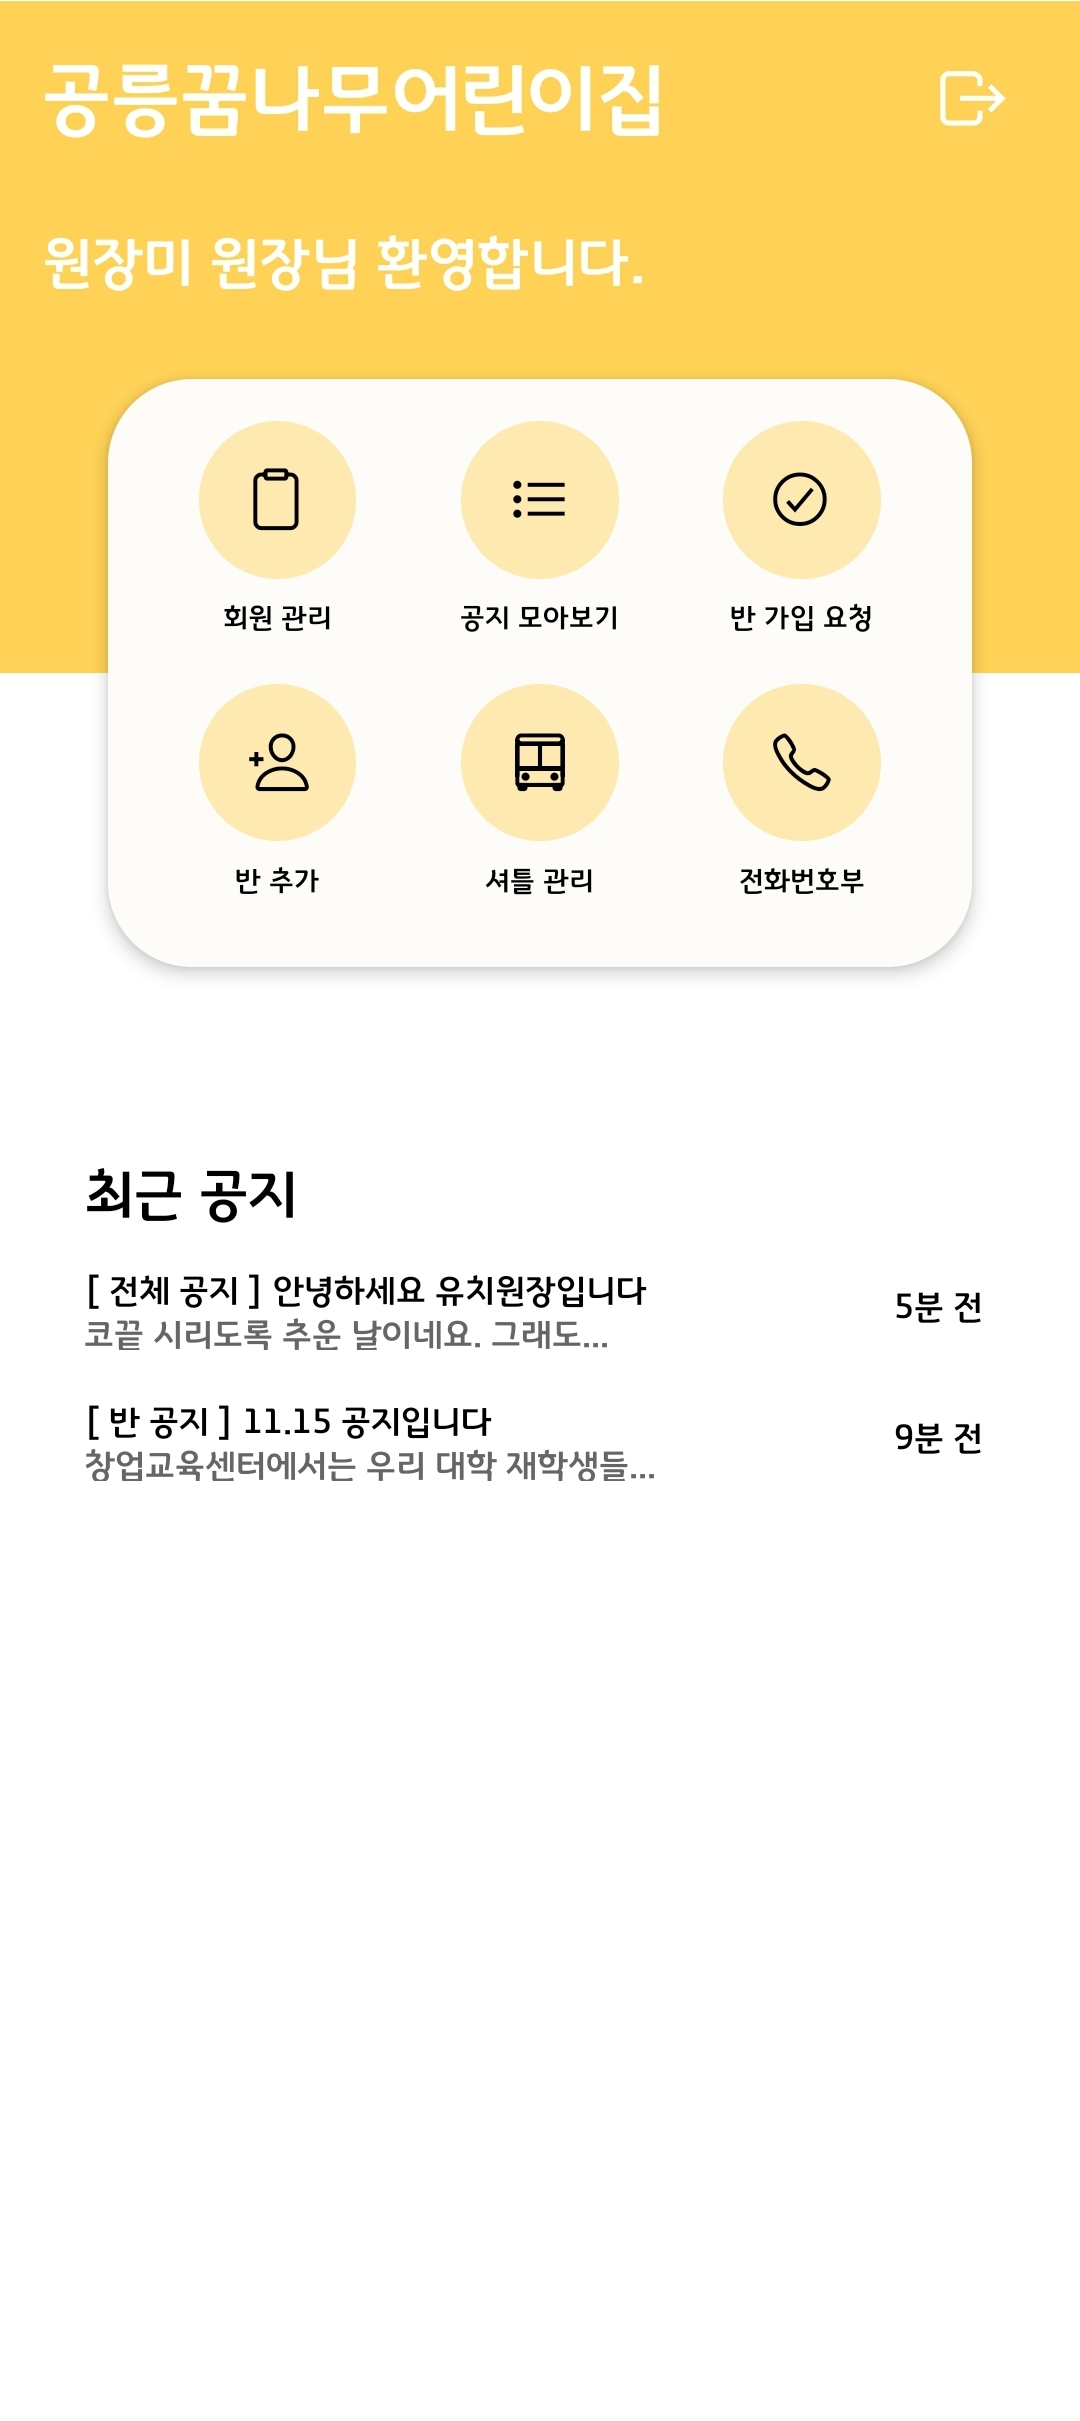 공릉꿈나무어린이집
원장미 원장님 환영합니다.
회원 관리
공지 모아보기
반 가입 요청
반 추가
셔틀 관리
전화번호부
최근 공지
[ 전체 공지 ] 안녕하세요 유치원장입니다
5분 전
코끝 시리도록 추운 날이네요. 그래도...
[ 반 공지 ] 11.15 공지입니다
9분 전
창업교육센터에서는 우리 대학 재학생들...